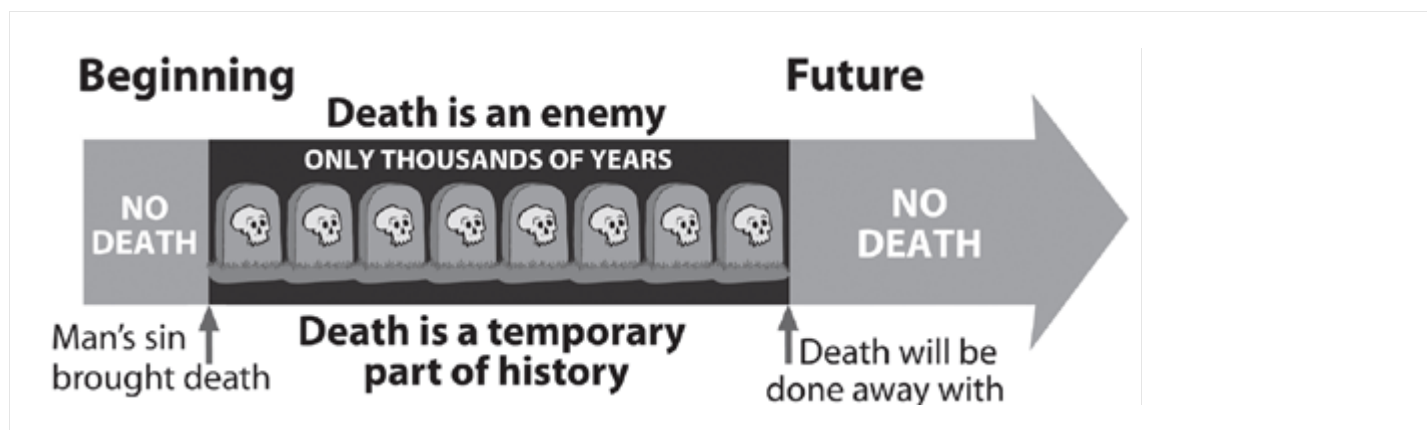 Beginning
Future
Death is an enemy
ONLY THOUSANDS OF YEARS
NO
DEATH
NO
DEATH
Man's sin
brought death
Death is a temporary
part of history
Death will be
done away with